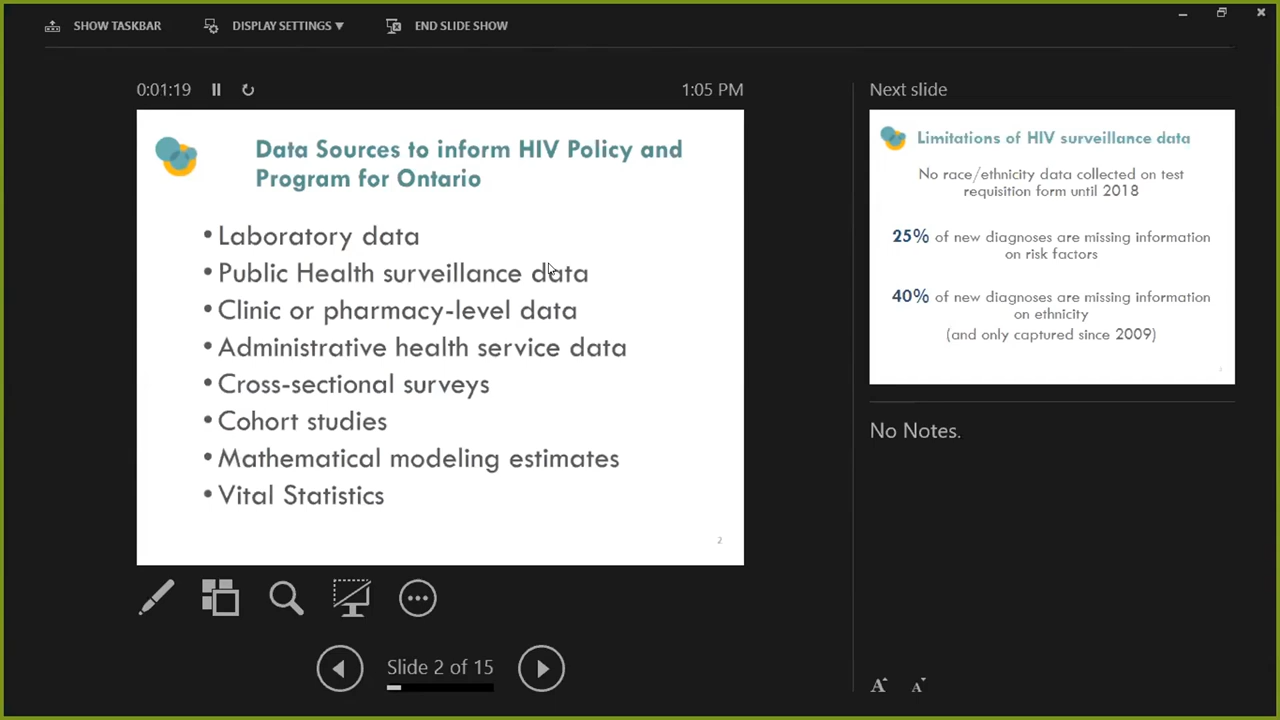 SHOW TASKBAR
DISPLAY SETTINGS ▼
END SLIDE SHOW
0:01:19
1:05 PM
Data Sources to inform HIV Policy and
Program for Ontario
• Laboratory data
• Public Health surveillance data
• Clinic or pharmacy-level data
• Administrative health service data
• Cross-sectional surveys
• Cohort studies
• Mathematical modeling estimates
• Vital Statistics
2
Slide 2 of 15
Next slide
Limitations of HIV surveillance data
No race/ethnicity data collected on test
requisition form until 2018
25% of new diagnoses are missing information
on risk factors
40% of new diagnoses are missing information
on ethnicity
(and only captured since 2009)
No Notes.
A A